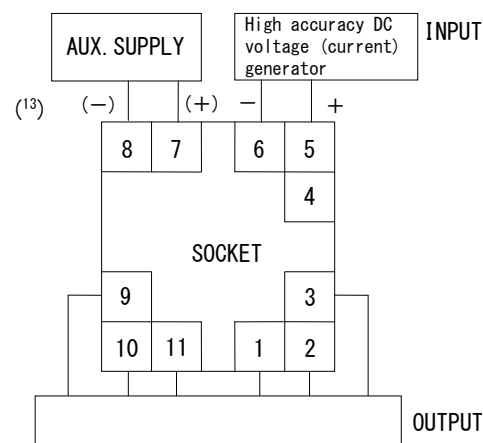 AUX. SUPPLY
High accuracy DC
voltage (current)
generator
INPUT
(13) (−) (+) − +
8 7 6 5
4
SOCKET
9 3
10 11 1 2
OUTPUT